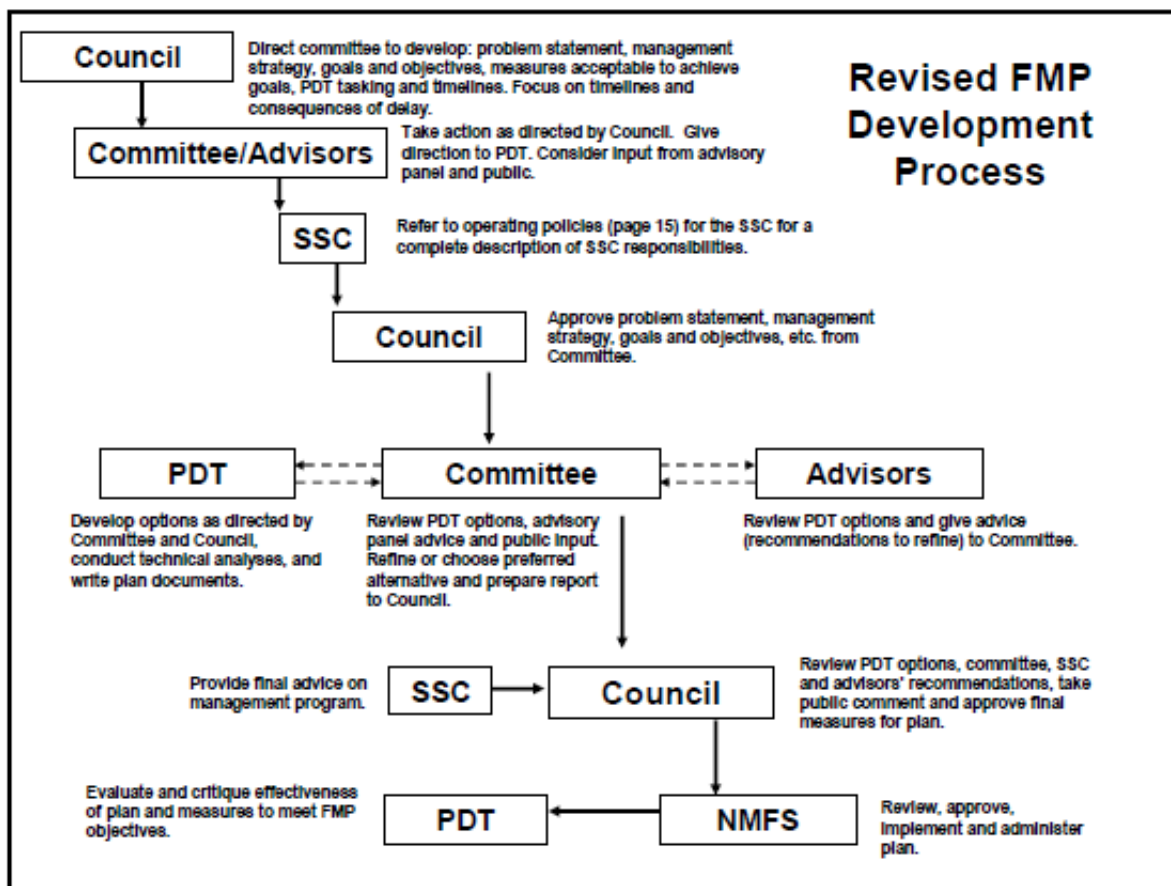 Council
Direct committee to develop: problem statement, management
strategy, goals and objectives, measures acceptable to achieve
goals, PDT tasking and timelines. Focus on timelines and
consequences of delay.
Revised FMP
Development
Process
Committee/Advisors
Take action as directed by Council. Give
direction to PDT. Consider input from advisory
panel and public.
SSC
Refer to operating policies (page 15) for the SSC for a
complete description of SSC responsibilities.
Council
Approve problem statement, management
strategy, goals and objectives, etc. from
Committee.
PDT
Committee
Advisors
Develop options as directed by
Committee and Council,
conduct technical analyses, and
write plan documents.
Review PDT options, advisory
panel advice and public input.
Refine or choose preferred
alternative and prepare report
to Council.
Review PDT options and give advice
(recommendations to refine) to Committee.
Provide final advice on
management program.
SSC
Council
Review PDT options, committee, SSC
and advisors' recommendations, take
public comment and approve final
measures for plan.
Evaluate and critique effectiveness
of plan and measures to meet FMP
objectives.
PDT
NMFS
Review, approve,
implement and administer
plan.